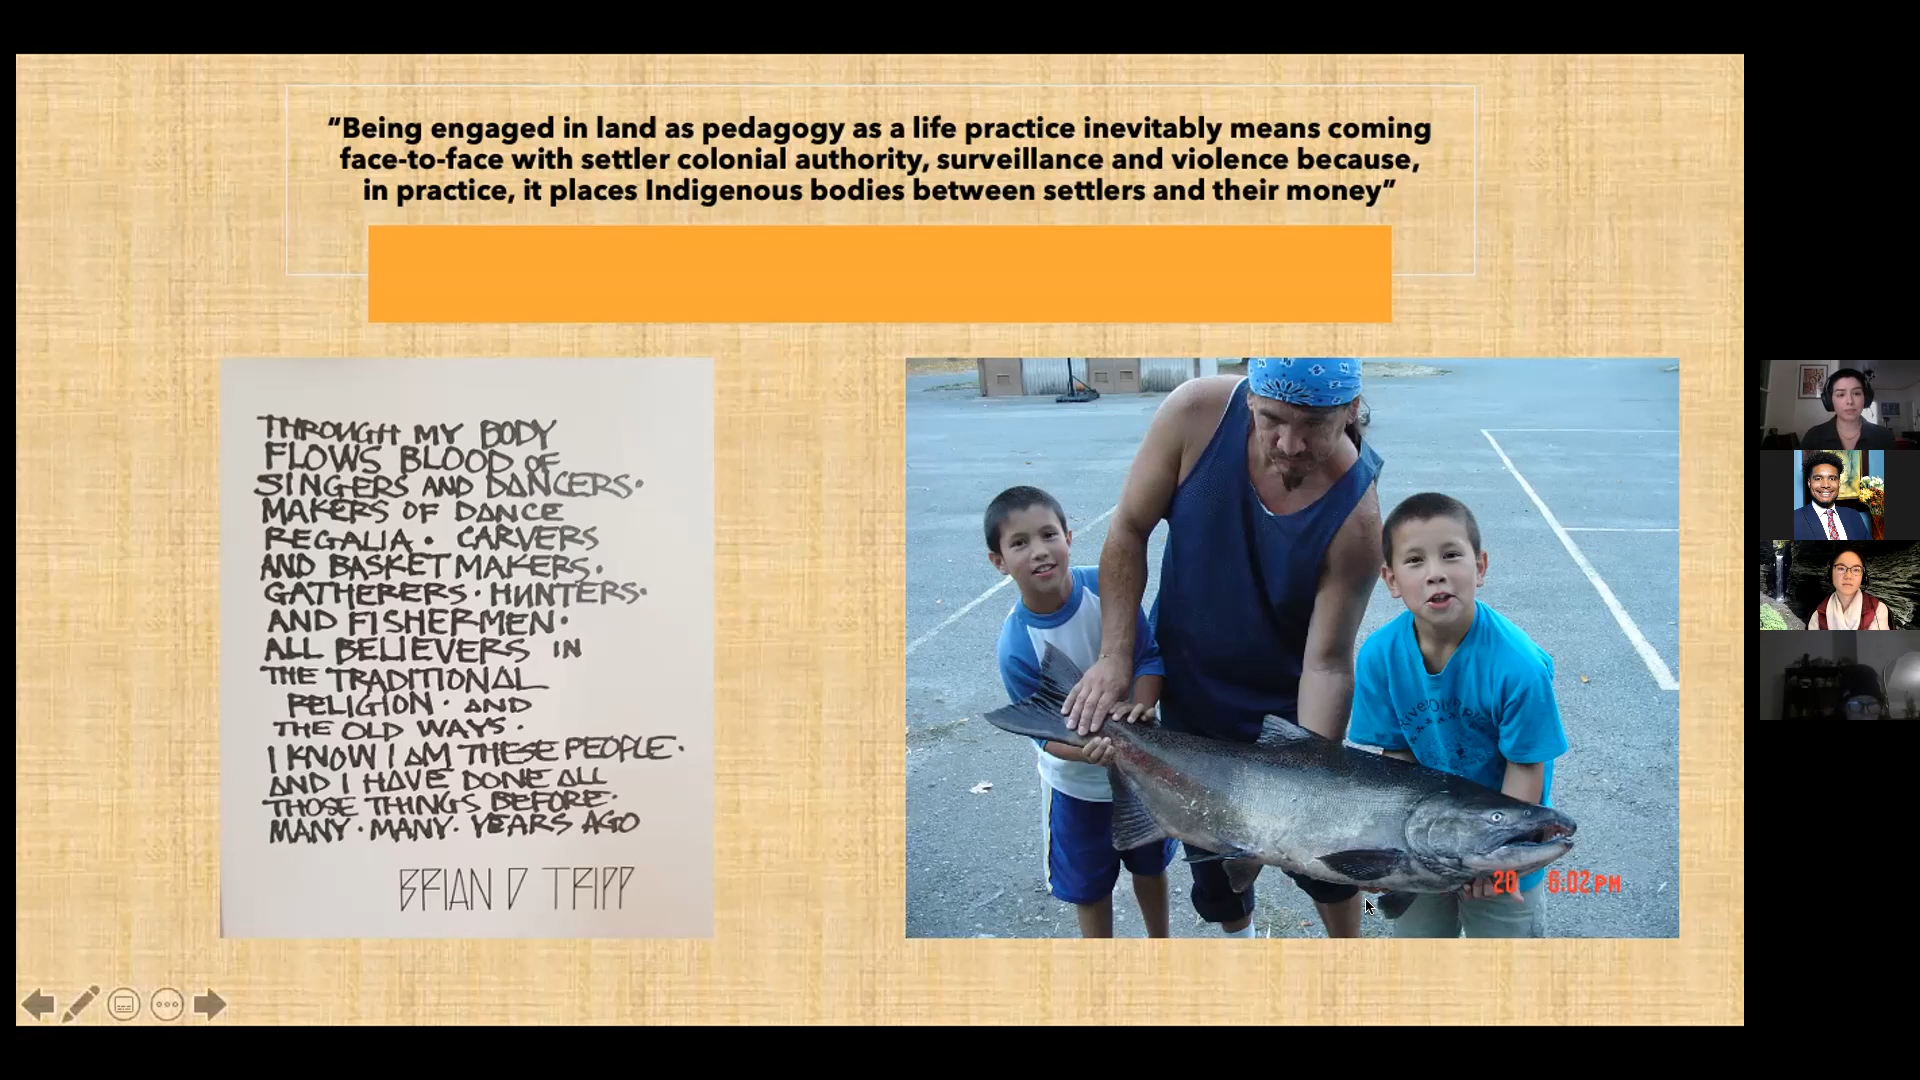 “Being engaged in land as pedagogy as a life practice inevitably means coming
face-to-face with settler colonial authority, surveillance and violence because,
in practice, it places Indigenous bodies between settlers and their money”
THROUGH MY BODY
FLOWS BLOOD OF
SINGERS AND DANCERS·
MAKERS OF DANCE
REGALIA· CARVERS
AND BASKET MAKERS·
GATHERERS· HUNTERS·
AND FISHERMEN·
ALL BELIEVERS IN
THE TRADITIONAL
RELIGION· AND
THE OLD WAYS·
I KNOW I AM THESE PEOPLE·
AND I HAVE DONE ALL
THOSE THINGS BEFORE·
MANY· MANY· YEARS AGO
BRIAN D TRIPP
20 6:02PM